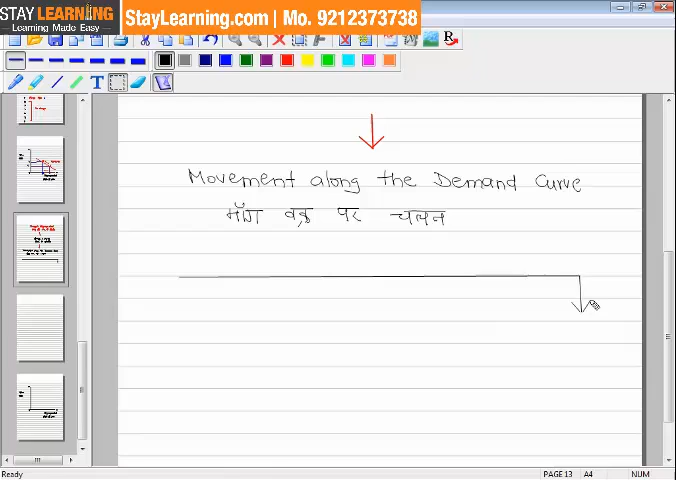 STAY LEARNING
Learning Made Easy
StayLearning.com | Mo. 9212373738
Movement along the Demand Curve
माँग वक्र पर चलन
Ready
PAGE 13 A4 NUM